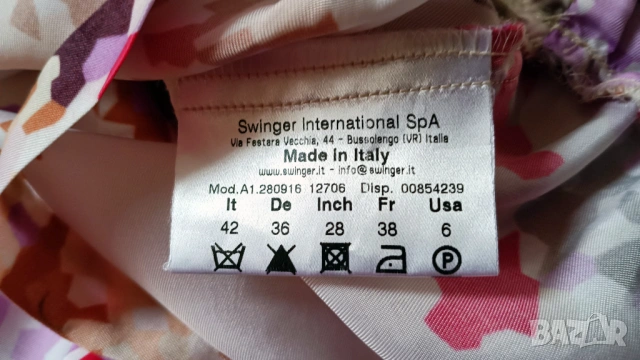 Swinger International SpA
Via Festara Vecchia, 44 - Bussolengo (VR) Italia
Made in Italy
www.swinger.it - info@swinger.it
Mod.A1.280916 12706 Disp. 00854239
It De Inch Fr Usa
42 36 28 38 6
P
BAZAR